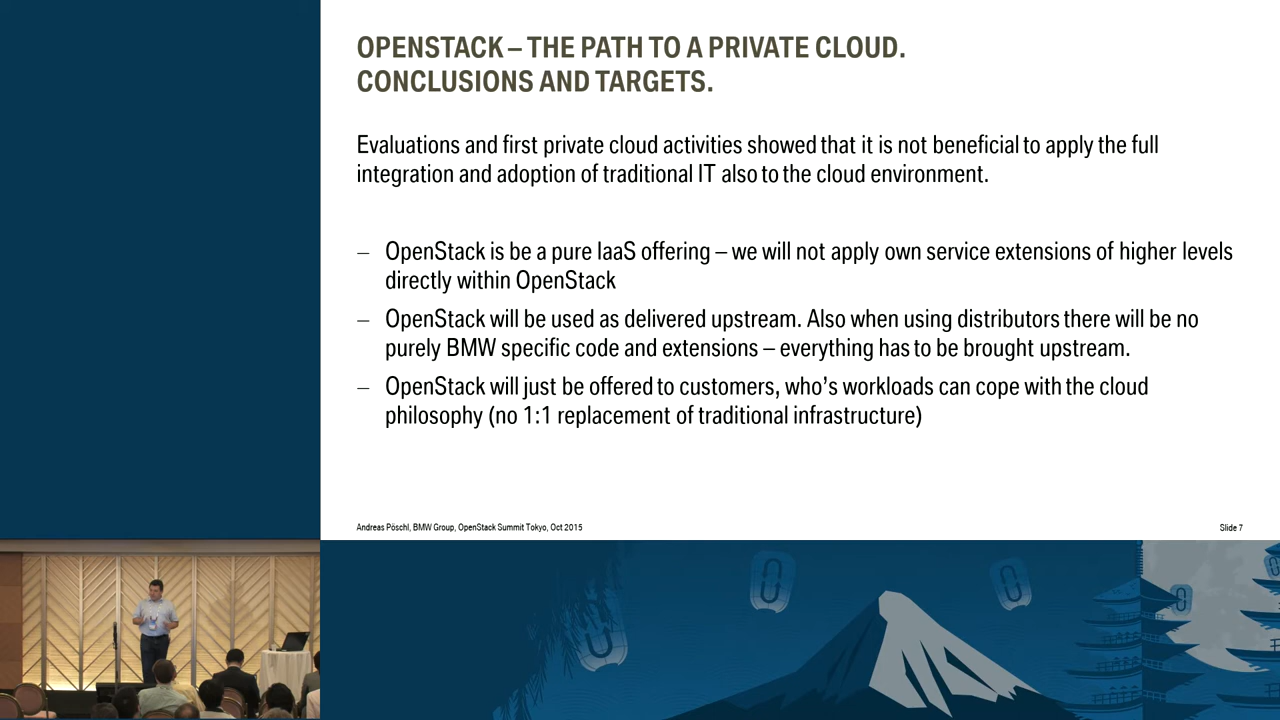 OPENSTACK – THE PATH TO A PRIVATE CLOUD.
CONCLUSIONS AND TARGETS.
Evaluations and first private cloud activities showed that it is not beneficial to apply the full
integration and adoption of traditional IT also to the cloud environment.
– OpenStack is be a pure IaaS offering – we will not apply own service extensions of higher levels
directly within OpenStack
– OpenStack will be used as delivered upstream. Also when using distributors there will be no
purely BMW specific code and extensions – everything has to be brought upstream.
– OpenStack will just be offered to customers, who's workloads can cope with the cloud
philosophy (no 1:1 replacement of traditional infrastructure)
Andreas Pöschl, BMW Group, OpenStack Summit Tokyo, Oct 2015
Slide 7